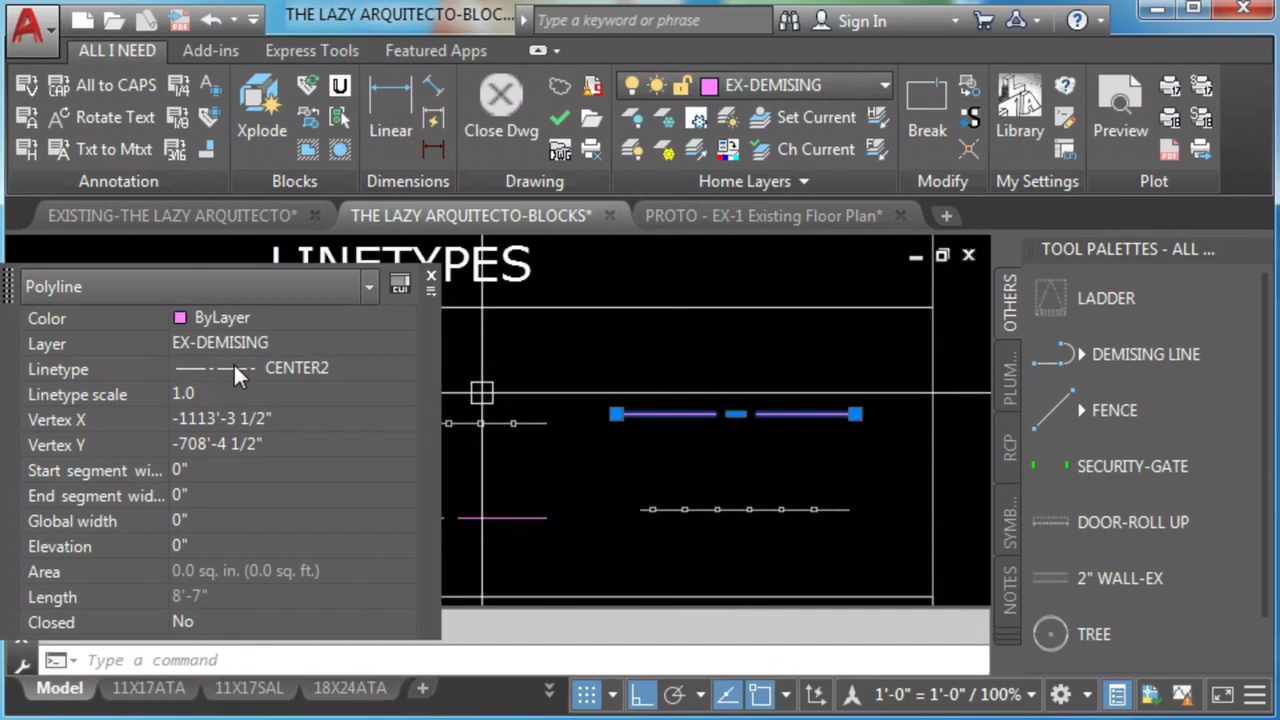 THE LAZY ARQUITECTO-BLOC...
Type a keyword or phrase
Sign In
ALL I NEED
Add-ins
Express Tools
Featured Apps
All to CAPS
Rotate Text
Txt to Mtxt
Annotation
Xplode
Blocks
Linear
Dimensions
Close Dwg
Drawing
EX-DEMISING
Set Current
Ch Current
Home Layers
Break
Modify
Library
My Settings
Preview
Plot
EXISTING-THE LAZY ARQUITECTO*
THE LAZY ARQUITECTO-BLOCKS*
PROTO - EX-1 Existing Floor Plan*
LINETYPES
Polyline
Color ByLayer
Layer EX-DEMISING
Linetype CENTER2
Linetype scale 1.0
Vertex X -1113'-3 1/2"
Vertex Y -708'-4 1/2"
Start segment wi... 0"
End segment wid... 0"
Global width 0"
Elevation 0"
Area 0.0 sq. in. (0.0 sq. ft.)
Length 8'-7"
Closed No
TOOL PALETTES - ALL ...
OTHERS
PLUM...
RCP
SYMB...
NOTES
LADDER
DEMISING LINE
FENCE
SECURITY-GATE
DOOR-ROLL UP
2" WALL-EX
TREE
Type a command
Model
11X17ATA
11X17SAL
18X24ATA
1'-0" = 1'-0" / 100%